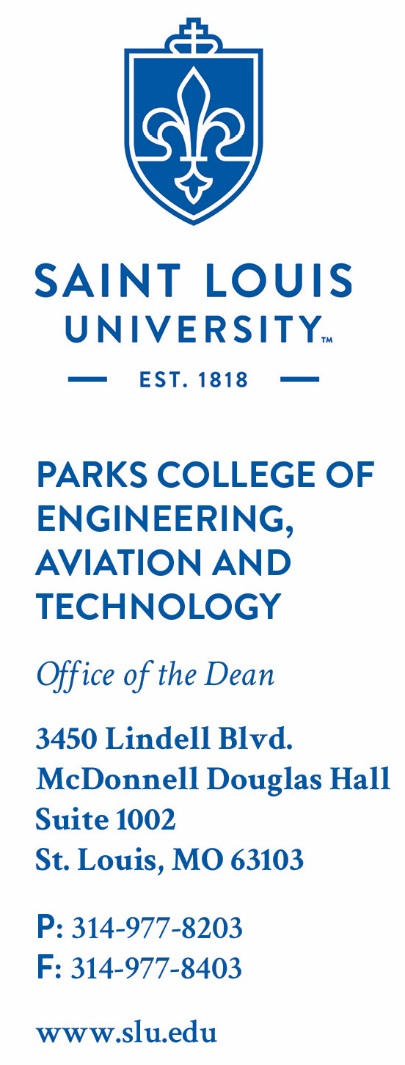 SAINT LOUIS
UNIVERSITY™
EST. 1818
PARKS COLLEGE OF
ENGINEERING,
AVIATION AND
TECHNOLOGY
Office of the Dean
3450 Lindell Blvd.
McDonnell Douglas Hall
Suite 1002
St. Louis, MO 63103
P: 314-977-8203
F: 314-977-8403
www.slu.edu